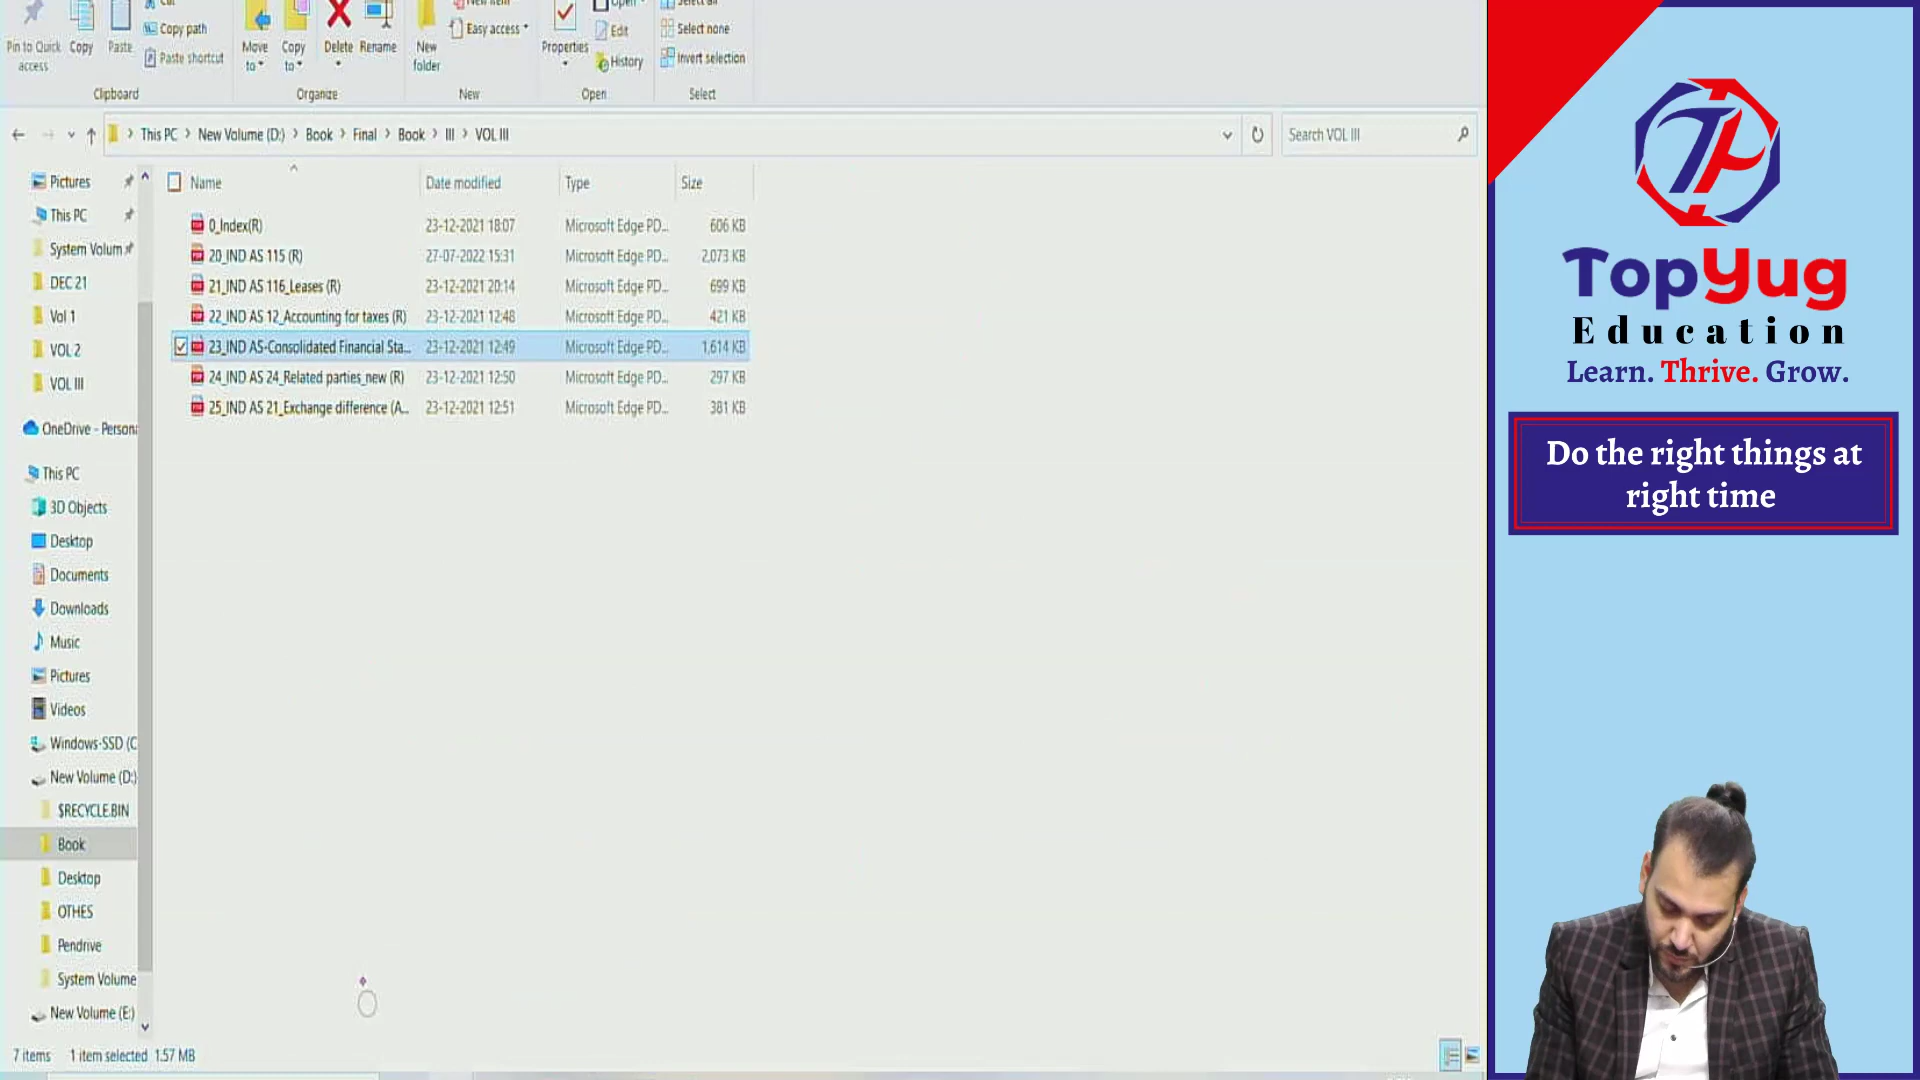 Cut
Copy path
Paste shortcut
Pin to Quick access
Copy
Paste
Clipboard
Move to
Copy to
Delete
Rename
Organize
New item
Easy access
New folder
New
Open
Edit
History
Properties
Open
Select all
Select none
Invert selection
Select
This PC > New Volume (D:) > Book > Final > Book > III > VOL III
Search VOL III
Name Date modified Type Size
0_Index(R) 23-12-2021 18:07 Microsoft Edge PD... 606 KB
20_IND AS 115 (R) 27-07-2022 15:31 Microsoft Edge PD... 2,073 KB
21_IND AS 116_Leases (R) 23-12-2021 20:14 Microsoft Edge PD... 699 KB
22_IND AS 12_Accounting for taxes (R) 23-12-2021 12:48 Microsoft Edge PD... 421 KB
23_IND AS-Consolidated Financial Sta... 23-12-2021 12:49 Microsoft Edge PD... 1,614 KB
24_IND AS 24_Related parties_new (R) 23-12-2021 12:50 Microsoft Edge PD... 297 KB
25_IND AS 21_Exchange difference (A... 23-12-2021 12:51 Microsoft Edge PD... 381 KB
Pictures
This PC
System Volum
DEC 21
Vol 1
VOL 2
VOL III
OneDrive - Person
This PC
3D Objects
Desktop
Documents
Downloads
Music
Pictures
Videos
Windows-SSD (C
New Volume (D:)
$RECYCLE.BIN
Book
Desktop
OTHES
Pendrive
System Volume
New Volume (E:)
7 items 1 item selected 1.57 MB
TopYug
Education
Learn. Thrive. Grow.
Do the right things at
right time